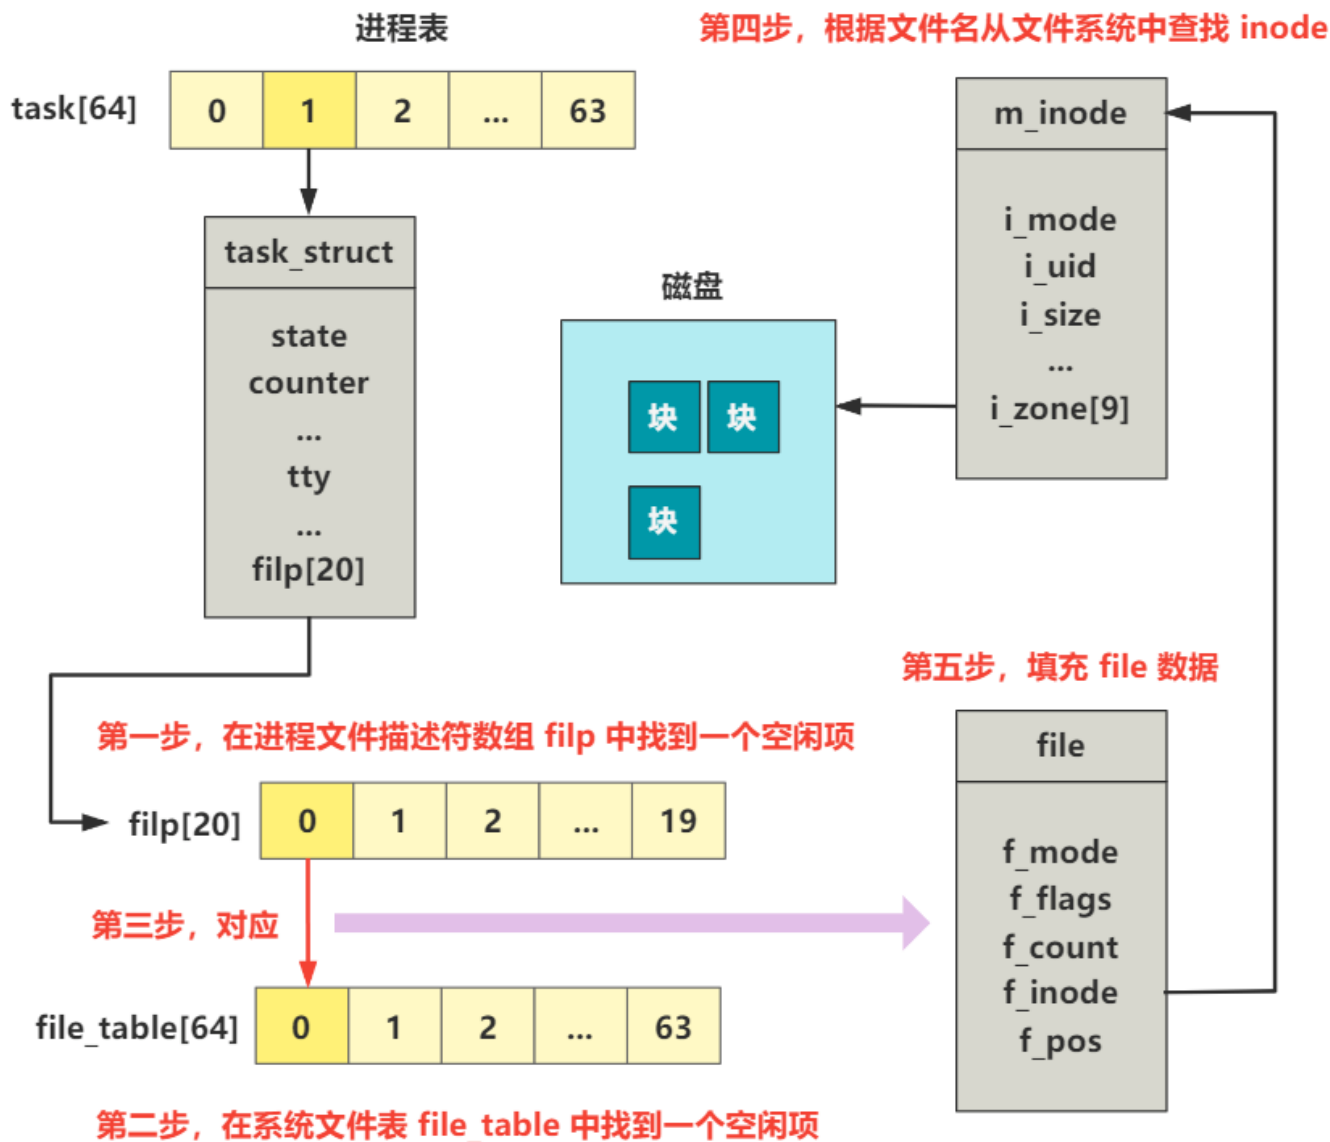 进程表
第四步，根据文件名从文件系统中查找 inode
task[64]
0 1 2 ... 63
task_struct
state
counter
...
tty
...
filp[20]
磁盘
块 块
块
m_inode
i_mode
i_uid
i_size
...
i_zone[9]
第一步，在进程文件描述符数组 filp 中找到一个空闲项
filp[20]
0 1 2 ... 19
第三步，对应
file_table[64]
0 1 2 ... 63
第二步，在系统文件表 file_table 中找到一个空闲项
第五步，填充 file 数据
file
f_mode
f_flags
f_count
f_inode
f_pos